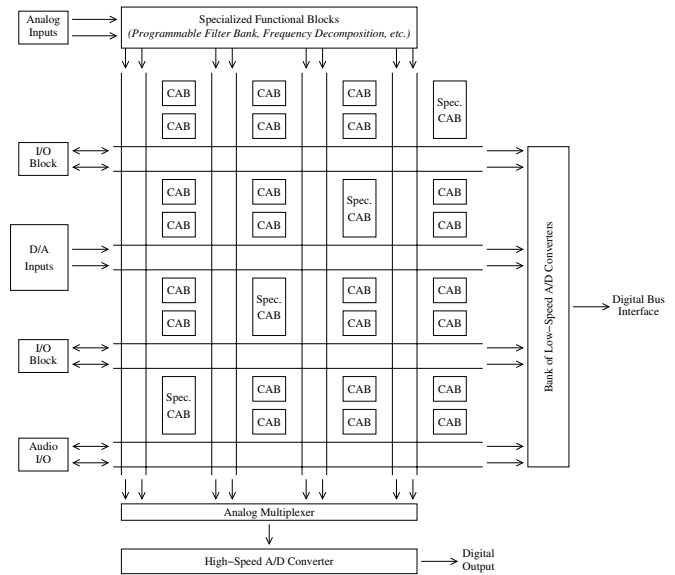 Analog
Inputs
Specialized Functional Blocks
(Programmable Filter Bank, Frequency Decomposition, etc.)
CAB
CAB
CAB
Spec.
CAB
CAB
CAB
CAB
I/O
Block
CAB
CAB
Spec.
CAB
CAB
CAB
CAB
CAB
D/A
Inputs
CAB
Spec.
CAB
CAB
CAB
CAB
CAB
CAB
I/O
Block
Spec.
CAB
CAB
CAB
CAB
CAB
CAB
CAB
Audio
I/O
Bank of Low−Speed A/D Converters
Digital Bus
Interface
Analog Multiplexer
High−Speed A/D Converter
Digital
Output